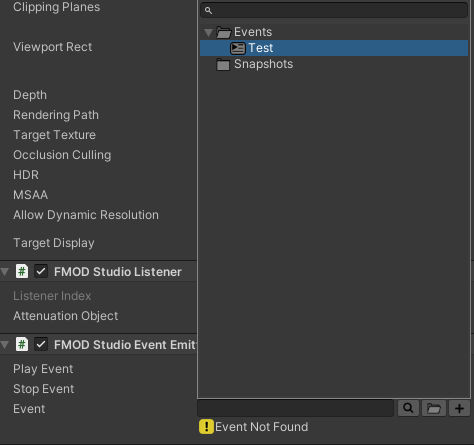 Clipping Planes
Events
Viewport Rect
Test
Snapshots
Depth
Rendering Path
Target Texture
Occlusion Culling
HDR
MSAA
Allow Dynamic Resolution
Target Display
# FMOD Studio Listener
Listener Index
Attenuation Object
# FMOD Studio Event Emit
Play Event
Stop Event
Event
Event Not Found